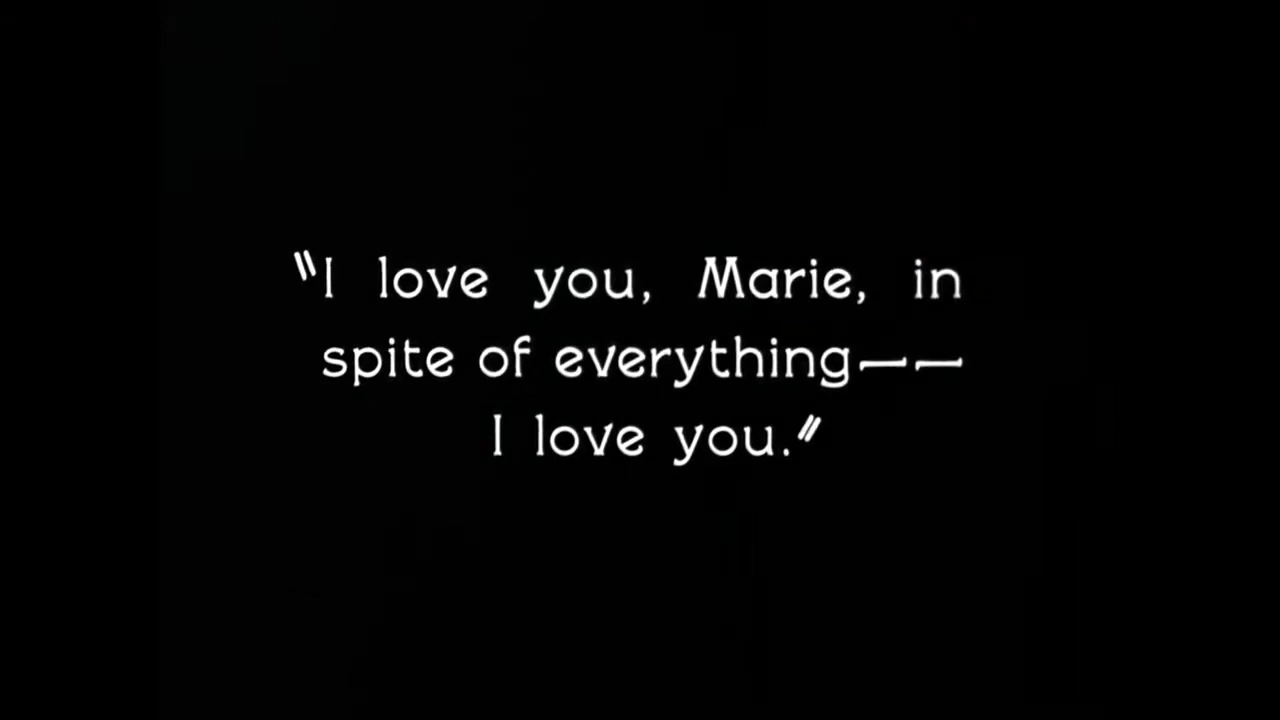 "I love you, Marie, in
spite of everything——
I love you."